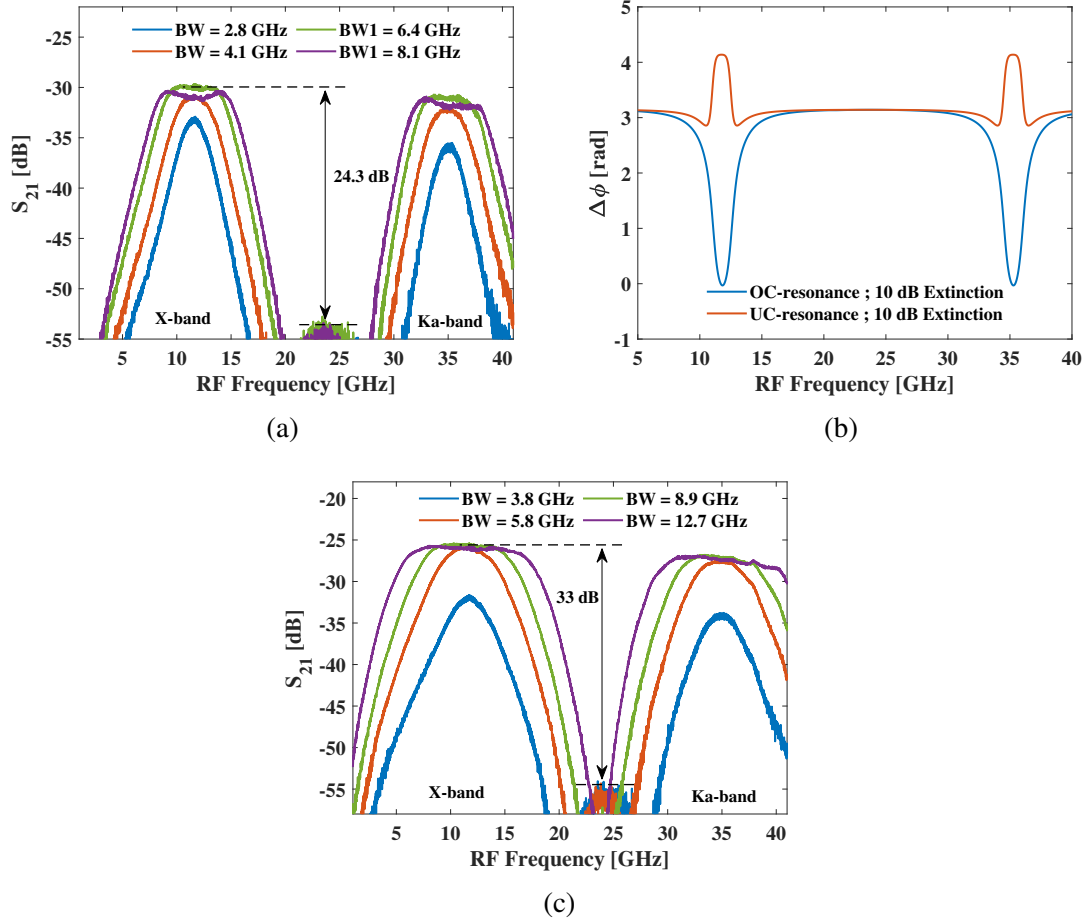 BW = 2.8 GHz
BW1 = 6.4 GHz
BW = 4.1 GHz
BW1 = 8.1 GHz
-25
-30
-35
-40
-45
-50
-55
S21 [dB]
24.3 dB
X-band
Ka-band
5 10 15 20 25 30 35 40
RF Frequency [GHz]
(a)
5
4
3
2
1
0
-1
Δϕ [rad]
OC-resonance ; 10 dB Extinction
UC-resonance ; 10 dB Extinction
5 10 15 20 25 30 35 40
RF Frequency [GHz]
(b)
BW = 3.8 GHz
BW = 8.9 GHz
BW = 5.8 GHz
BW = 12.7 GHz
-20
-25
-30
-35
-40
-45
-50
-55
S21 [dB]
33 dB
X-band
Ka-band
5 10 15 20 25 30 35 40
RF Frequency [GHz]
(c)